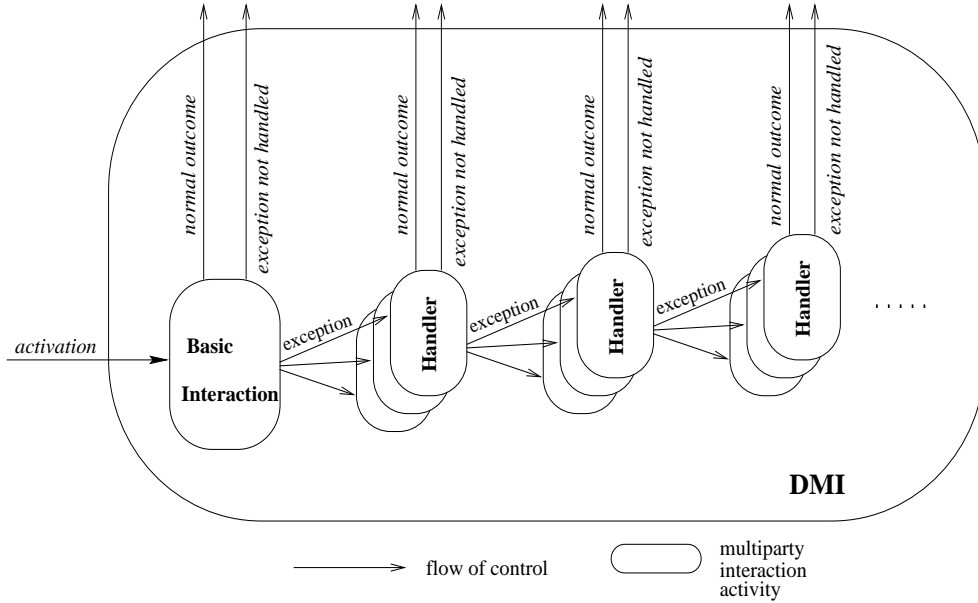 normal outcome
exception not handled
normal outcome
exception not handled
normal outcome
exception not handled
normal outcome
exception not handled
activation
Basic
Interaction
exception
Handler
exception
Handler
exception
Handler
.....
DMI
flow of control
multiparty
interaction
activity